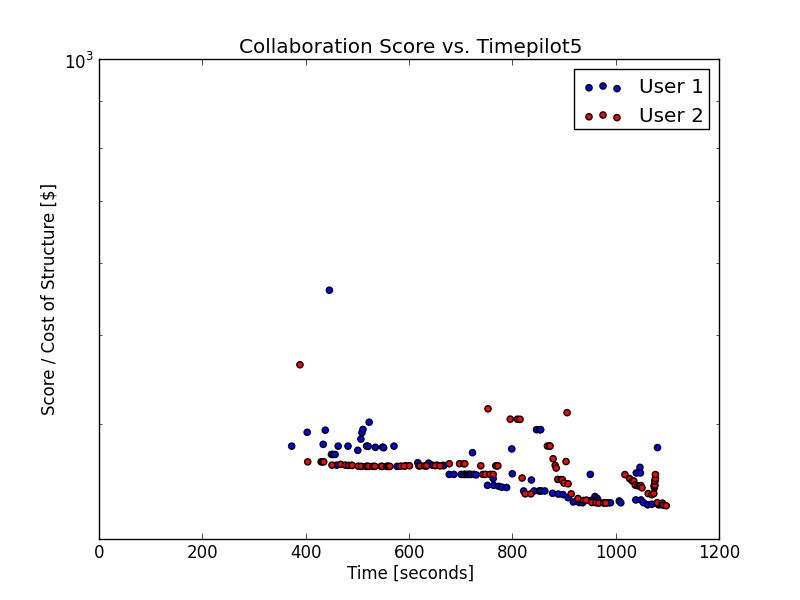 Collaboration Score vs. Timepilot5
10³
User 1
User 2
Score / Cost of Structure [$]
0 200 400 600 800 1000 1200
Time [seconds]